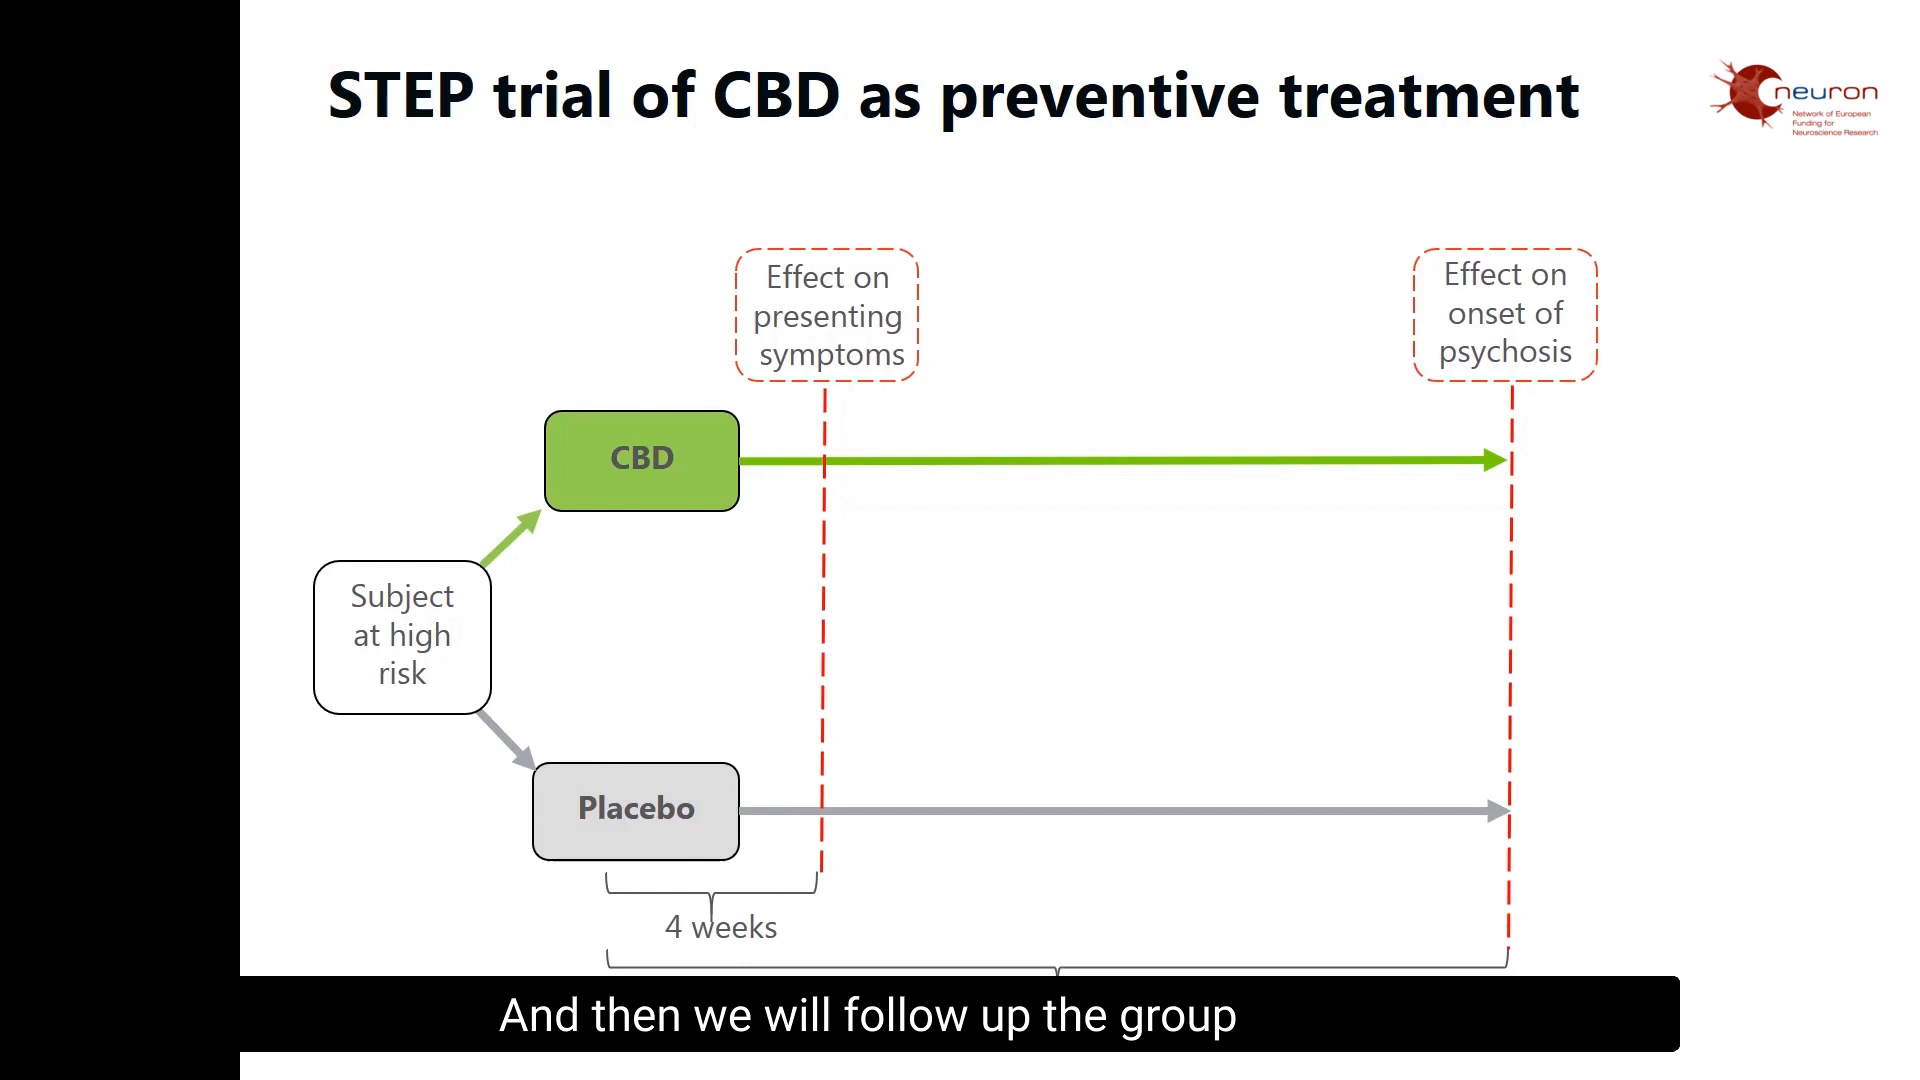 STEP trial of CBD as preventive treatment
neuron
Network of European
Funding for
Neuroscience Research
Effect on
presenting
symptoms
Effect on
onset of
psychosis
CBD
Subject
at high
risk
Placebo
4 weeks
And then we will follow up the group